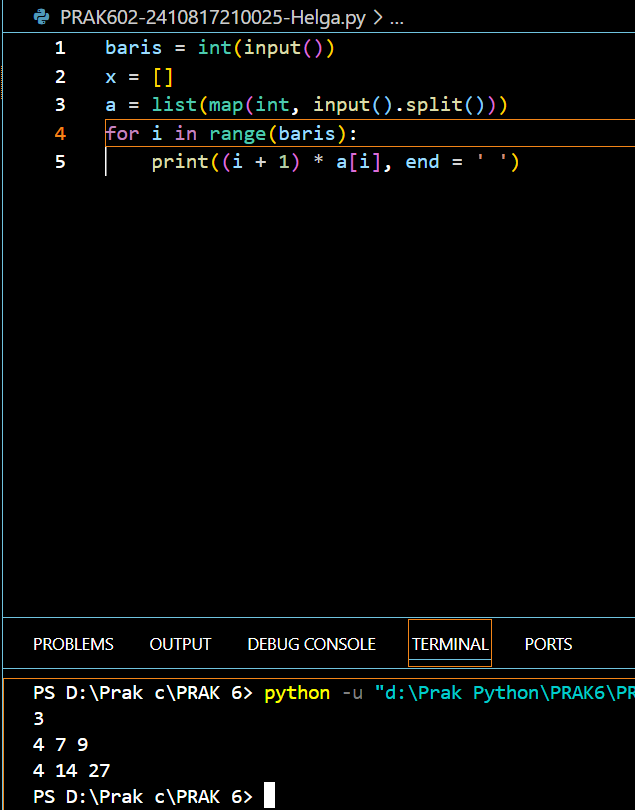 PRAK602-2410817210025-Helga.py > ...
1 baris = int(input())
2 x = []
3 a = list(map(int, input().split()))
4 for i in range(baris):
5     print((i + 1) * a[i], end = ' ')
PROBLEMS OUTPUT DEBUG CONSOLE TERMINAL PORTS
PS D:\Prak c\PRAK 6> python -u "d:\Prak Python\PRAK6\PR
3
4 7 9
4 14 27
PS D:\Prak c\PRAK 6>